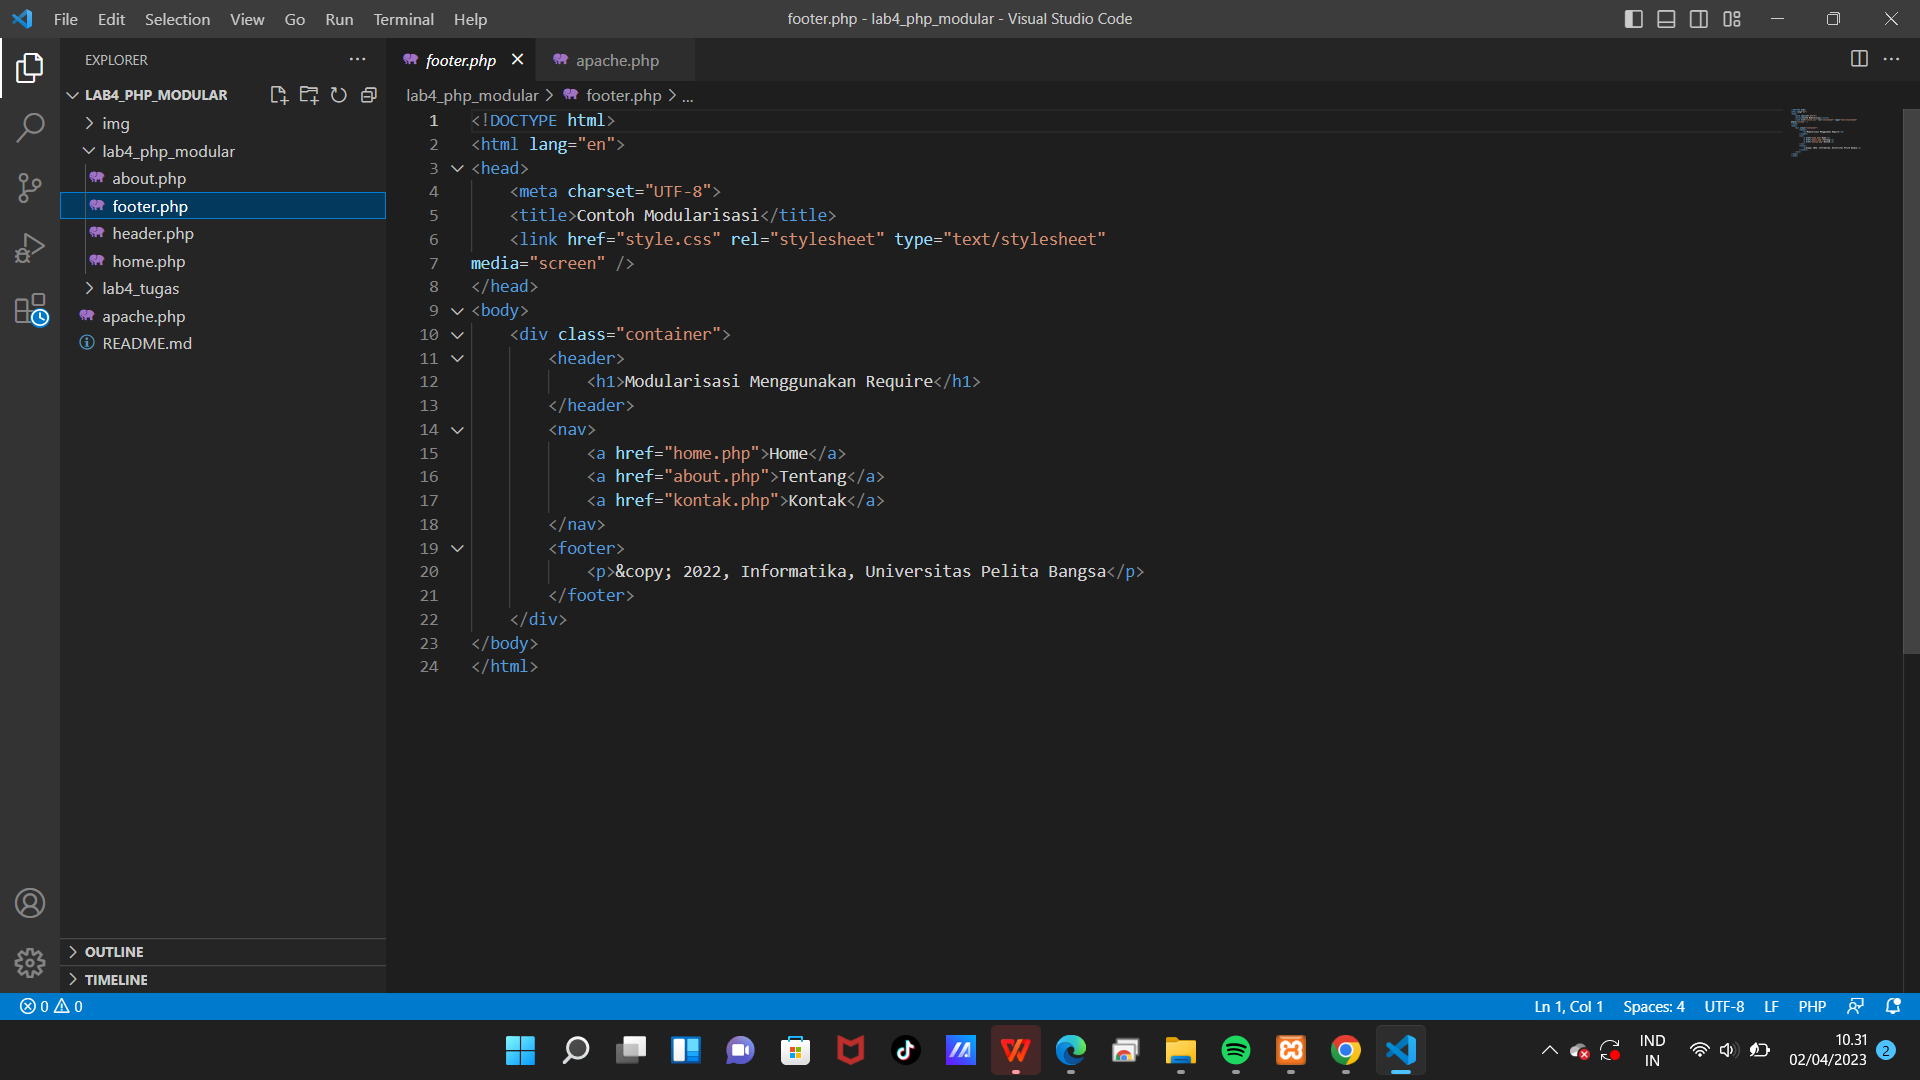 File Edit Selection View Go Run Terminal Help
footer.php - lab4_php_modular - Visual Studio Code
EXPLORER
LAB4_PHP_MODULAR
img
lab4_php_modular
about.php
footer.php
header.php
home.php
lab4_tugas
apache.php
README.md
OUTLINE
TIMELINE
footer.php apache.php
lab4_php_modular > footer.php > ...
1 <!DOCTYPE html>
2 <html lang="en">
3 <head>
4 <meta charset="UTF-8">
5 <title>Contoh Modularisasi</title>
6 <link href="style.css" rel="stylesheet" type="text/stylesheet"
7 media="screen" />
8 </head>
9 <body>
10 <div class="container">
11 <header>
12 <h1>Modularisasi Menggunakan Require</h1>
13 </header>
14 <nav>
15 <a href="home.php">Home</a>
16 <a href="about.php">Tentang</a>
17 <a href="kontak.php">Kontak</a>
18 </nav>
19 <footer>
20 <p>&copy; 2022, Informatika, Universitas Pelita Bangsa</p>
21 </footer>
22 </div>
23 </body>
24 </html>
0 0
Ln 1, Col 1 Spaces: 4 UTF-8 LF PHP
IND
IN
10.31
02/04/2023
2